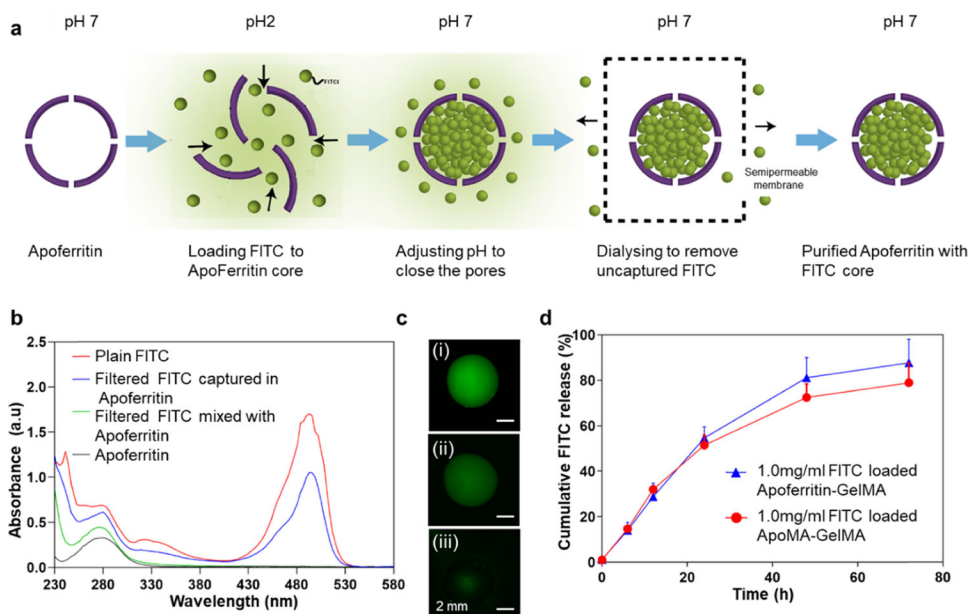 a
pH 7
pH2
pH 7
pH 7
pH 7
FITCI
Semipermeable
membrane
Apoferritin
Loading FITC to
ApoFerritin core
Adjusting pH to
close the pores
Dialysing to remove
uncaptured FITC
Purified Apoferritin with
FITC core
b
2.5
2.0
1.5
1.0
0.5
0.0
Absorbance (a.u)
Plain FITC
Filtered FITC captured in
Apoferritin
Filtered FITC mixed with
Apoferritin
Apoferritin
230 280 330 380 430 480 530 580
Wavelength (nm)
c
(i)
(ii)
(iii)
2 mm
d
100
80
60
40
20
0
Cumulative FITC release (%)
1.0mg/ml FITC loaded
Apoferritin-GelMA
1.0mg/ml FITC loaded
ApoMA-GelMA
0 20 40 60 80
Time (h)